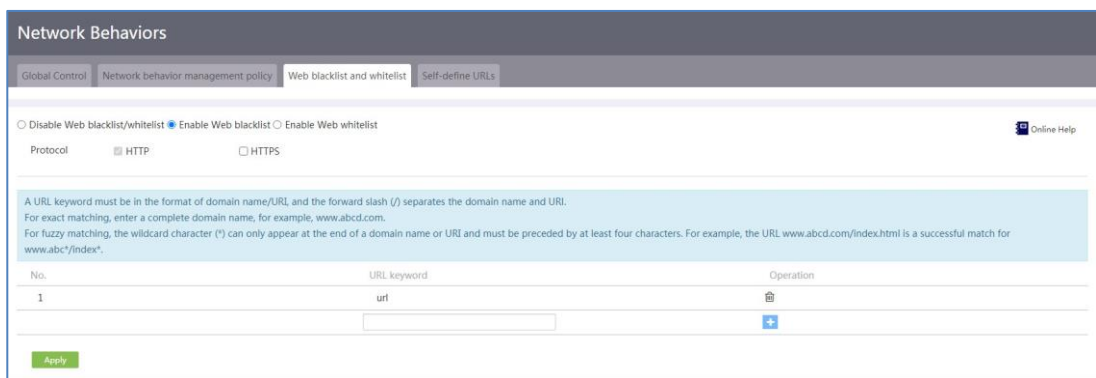 Network Behaviors
Global Control Network behavior management policy Web blacklist and whitelist Self-define URLs
Disable Web blacklist/whitelist Enable Web blacklist Enable Web whitelist
Online Help
Protocol HTTP HTTPS
A URL keyword must be in the format of domain name/URI, and the forward slash (/) separates the domain name and URI.
For exact matching, enter a complete domain name, for example, www.abcd.com.
For fuzzy matching, the wildcard character (*) can only appear at the end of a domain name or URI and must be preceded by at least four characters. For example, the URL www.abcd.com/index.html is a successful match for
www.abc*/index*.
No. URL keyword Operation
1 url
Apply